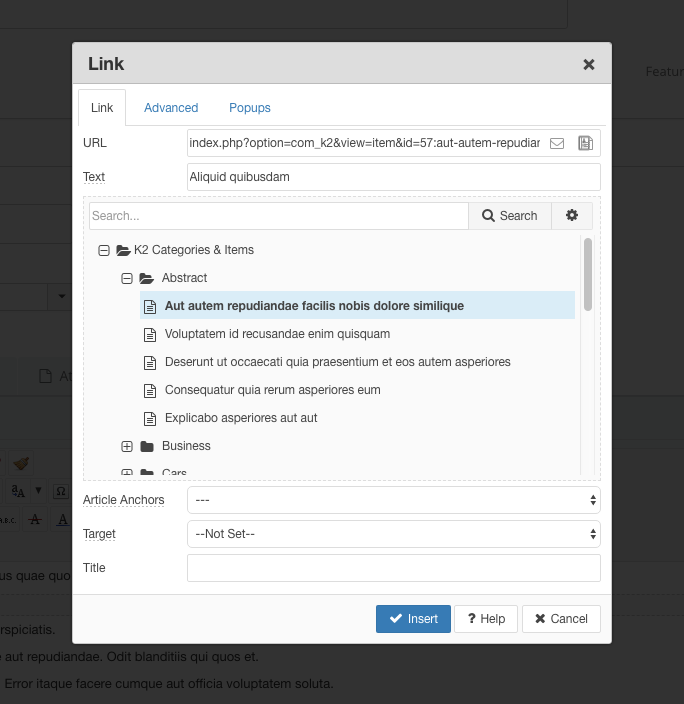 Link
Featur
Link Advanced Popups
URL index.php?option=com_k2&view=item&id=57:aut-autem-repudiar
Text Aliquid quibusdam
Search... Search
K2 Categories & Items
Abstract
Aut autem repudiandae facilis nobis dolore similique
Voluptatem id recusandae enim quisquam
Deserunt ut occaecati quia praesentium et eos autem asperiores
At
Consequatur quia rerum asperiores eum
Explicabo asperiores aut aut
Business
Cars
Article Anchors ---
Target --Not Set--
Title
us quae quo
Insert ? Help Cancel
rspiciatis.
e aut repudiandae. Odit blanditiis qui quos et.
Error itaque facere cumque aut officia voluptatem soluta.